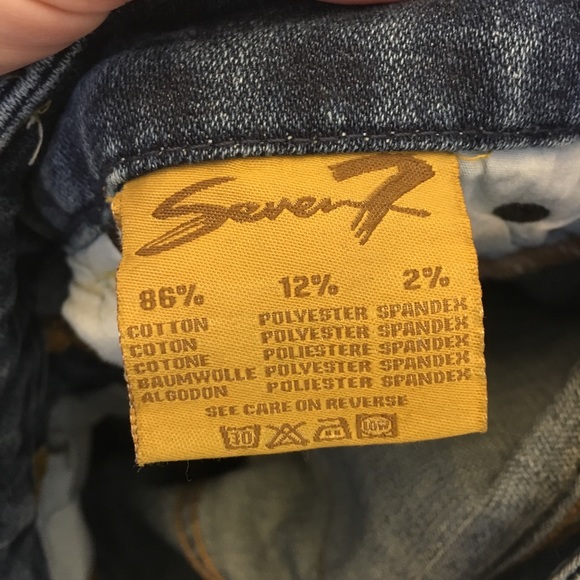 Seven7
86% 12% 2%
COTTON POLYESTER SPANDEX
COTON POLYESTER SPANDEX
COTONE POLIESTERE SPANDEX
BAUMWOLLE POLYESTER SPANDEX
ALGODON POLIESTER SPANDEX
SEE CARE ON REVERSE
30